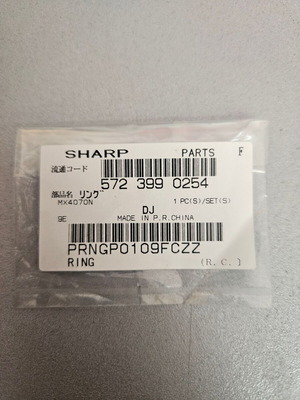 SHARP PARTS F
流通コード
572 399 0254
部品名 リング
MX4070N 1 PC(S)/SET(S)
DJ
9E MADE IN P.R.CHINA
PRNGP0109FCZZ
RING (R.C.)